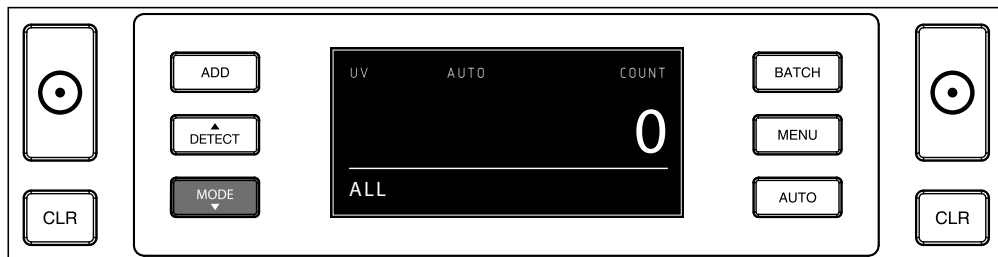 ADD
DETECT
MODE
CLR
UV AUTO COUNT
0
ALL
BATCH
MENU
AUTO
CLR